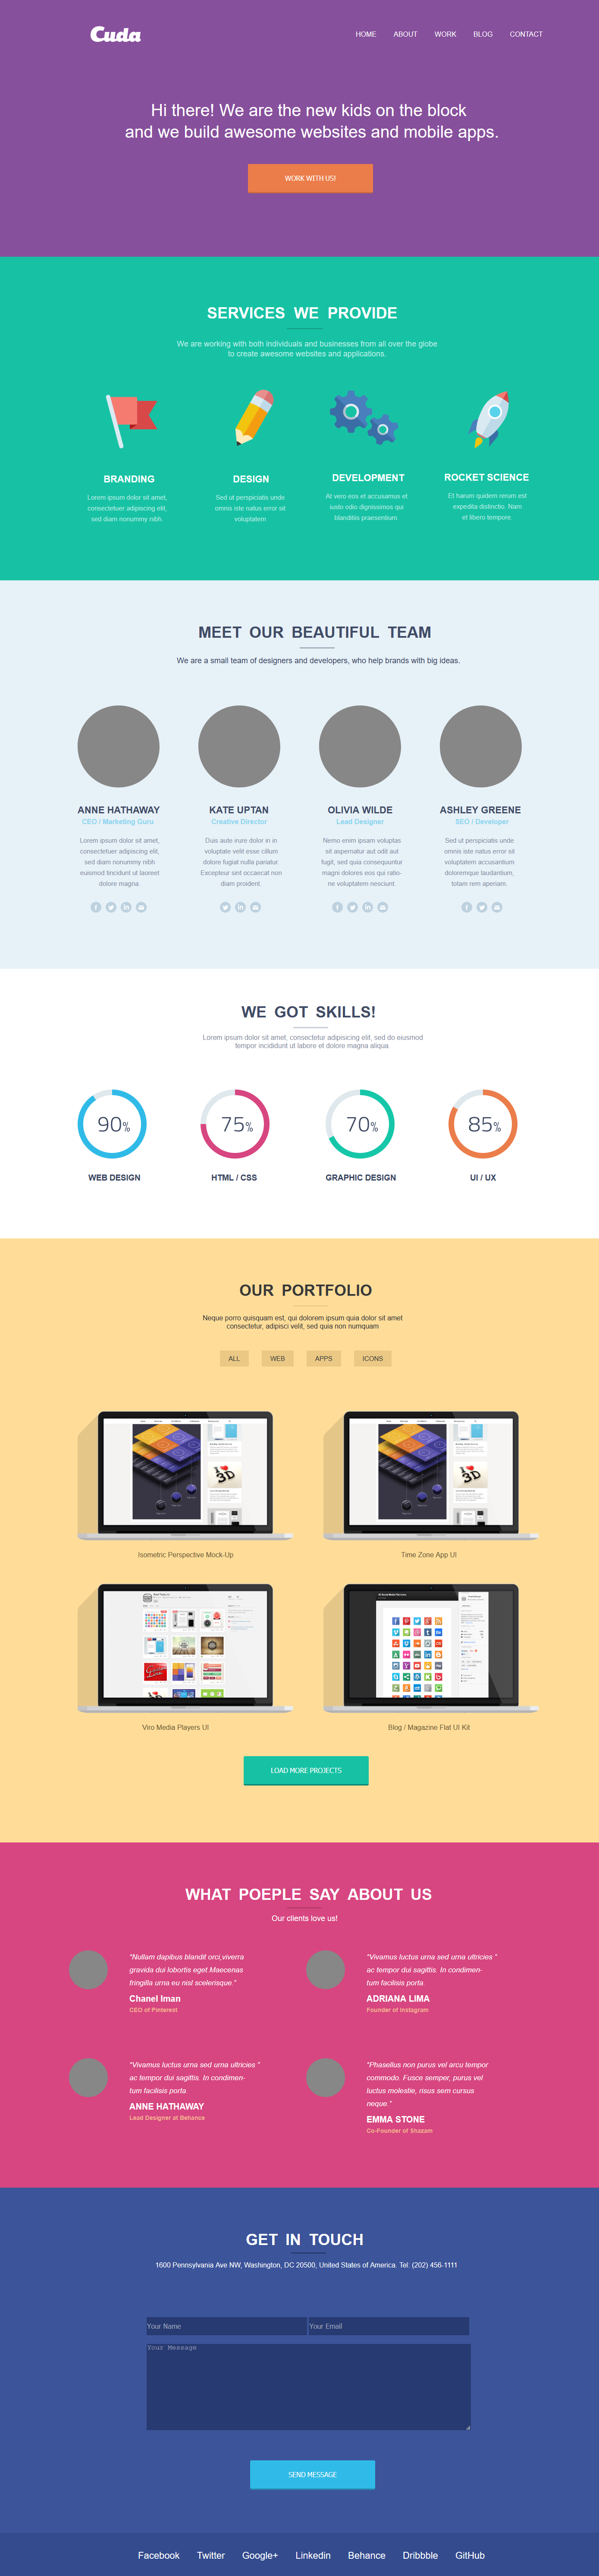 Cuda
HOME ABOUT WORK BLOG CONTACT
Hi there! We are the new kids on the block
and we build awesome websites and mobile apps.
WORK WITH US!
SERVICES WE PROVIDE
We are working with both individuals and businesses from all over the globe
to create awesome websites and applications.
BRANDING
Lorem ipsum dolor sit amet,
consectetuer adipiscing elit,
sed diam nonummy nibh.
DESIGN
Sed ut perspiciatis unde
omnis iste natus error sit
voluptatem
DEVELOPMENT
At vero eos et accusamus et
iusto odio dignissimos qui
blanditiis praesentium.
ROCKET SCIENCE
Et harum quidem rerum est
expedita distinctio. Nam
et libero tempore.
MEET OUR BEAUTIFUL TEAM
We are a small team of designers and developers, who help brands with big ideas.
ANNE HATHAWAY
CEO / Marketing Guru
Lorem ipsum dolor sit amet,
consectetuer adipiscing elit,
sed diam nonummy nibh
euismod tincidunt ut laoreet
dolore magna.
KATE UPTAN
Creative Director
Duis aute irure dolor in in
voluptate velit esse cillum
dolore fugiat nulla pariatur.
Excepteur sint occaecat non
diam proident.
OLIVIA WILDE
Lead Designer
Nemo enim ipsam voluptas
sit aspernatur aut odit aut
fugit, sed quia consequuntur
magni dolores eos qui ratio-
ne voluptatem nesciunt.
ASHLEY GREENE
SEO / Developer
Sed ut perspiciatis unde
omnis iste natus error sit
voluptatem accusantium
doloremque laudantium,
totam rem aperiam.
WE GOT SKILLS!
Lorem ipsum dolor sit amet, consectetur adipisicing elit, sed do eiusmod
tempor incididunt ut labore et dolore magna aliqua.
90%
75%
70%
85%
WEB DESIGN
HTML / CSS
GRAPHIC DESIGN
UI / UX
OUR PORTFOLIO
Neque porro quisquam est, qui dolorem ipsum quia dolor sit amet
consectetur, adipisci velit, sed quia non numquam
ALL WEB APPS ICONS
I 3D
I 3D
Isometric Perspective Mock-Up
Time Zone App UI
Viro Media Players UI
Blog / Magazine Flat UI Kit
LOAD MORE PROJECTS
WHAT POEPLE SAY ABOUT US
Our clients love us!
"Nullam dapibus blandit orci,viverra
gravida dui lobortis eget Maecenas
fringilla urna eu nisl scelerisque."
Chanel Iman
CEO of Pinterest
"Vivamus luctus urna sed urna ultricies "
ac tempor dui sagittis. In condimen-
tum facilisis porta.
ADRIANA LIMA
Founder of Instagram
"Vivamus luctus urna sed urna ultricies "
ac tempor dui sagittis. In condimen-
tum facilisis porta.
ANNE HATHAWAY
Lead Designer at Behance
"Phasellus non purus vel arcu tempor
commodo. Fusce semper, purus vel
luctus molestie, risus sem cursus
neque."
EMMA STONE
Co-Founder of Shazam
GET IN TOUCH
1600 Pennsylvania Ave NW, Washington, DC 20500, United States of America. Tel: (202) 456-1111
Your Name
Your Email
Your Message
SEND MESSAGE
Facebook Twitter Google+ Linkedin Behance Dribbble GitHub